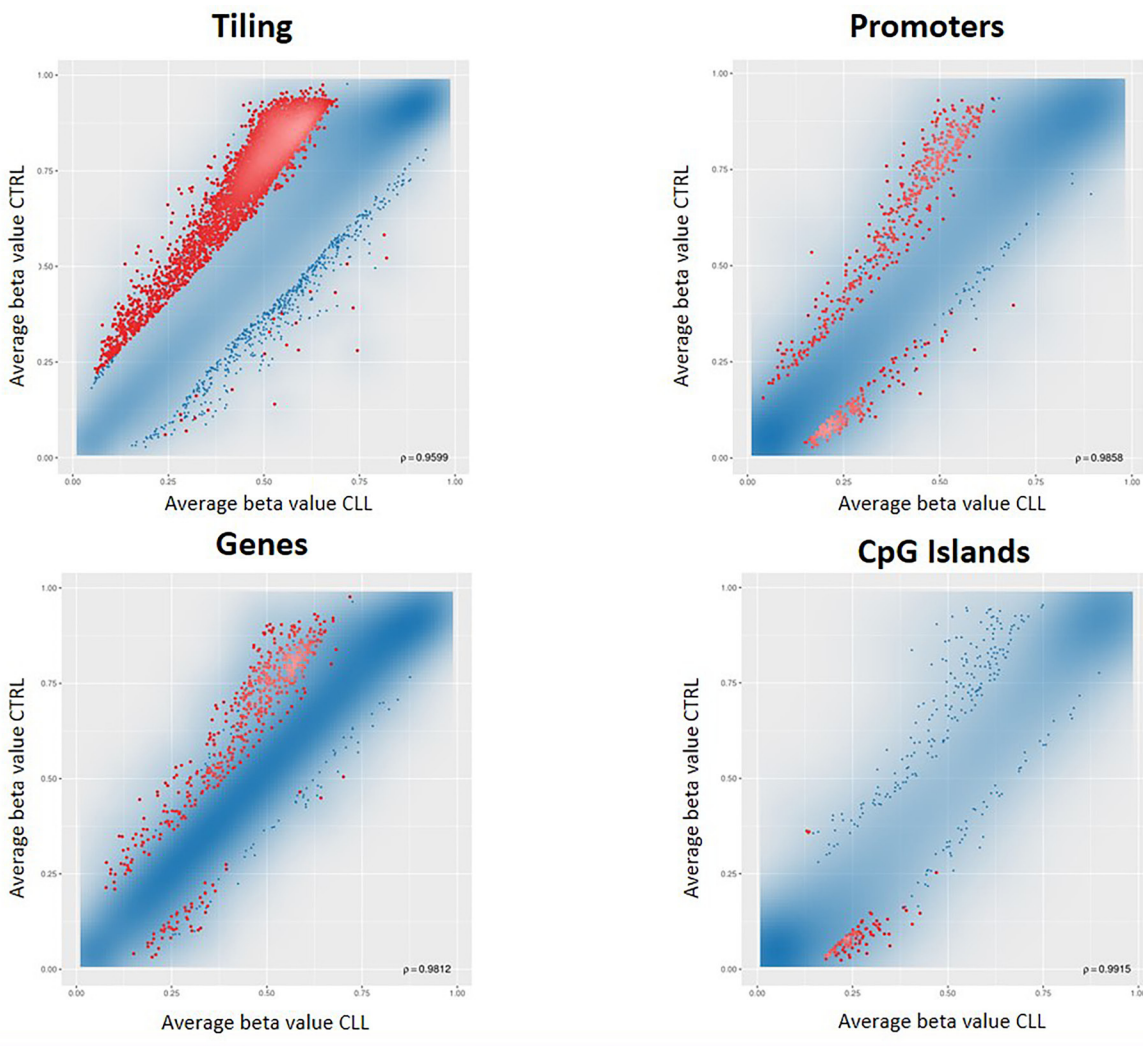 Tiling
Promoters
1.00
0.75
0.50
0.25
0.00
0.00 0.25 0.50 0.75 1.00
Average beta value CTRL
Average beta value CLL
ρ=0.9599
1.00
0.75
0.50
0.25
0.00
0.00 0.25 0.50 0.75 1.00
Average beta value CTRL
Average beta value CLL
ρ=0.9858
Genes
CpG Islands
1.00
0.75
0.50
0.25
0.00
0.00 0.25 0.50 0.75 1.00
Average beta value CTRL
Average beta value CLL
ρ=0.9812
1.00
0.75
0.50
0.25
0.00
0.00 0.25 0.50 0.75 1.0
Average beta value CTRL
Average beta value CLL
ρ=0.9915